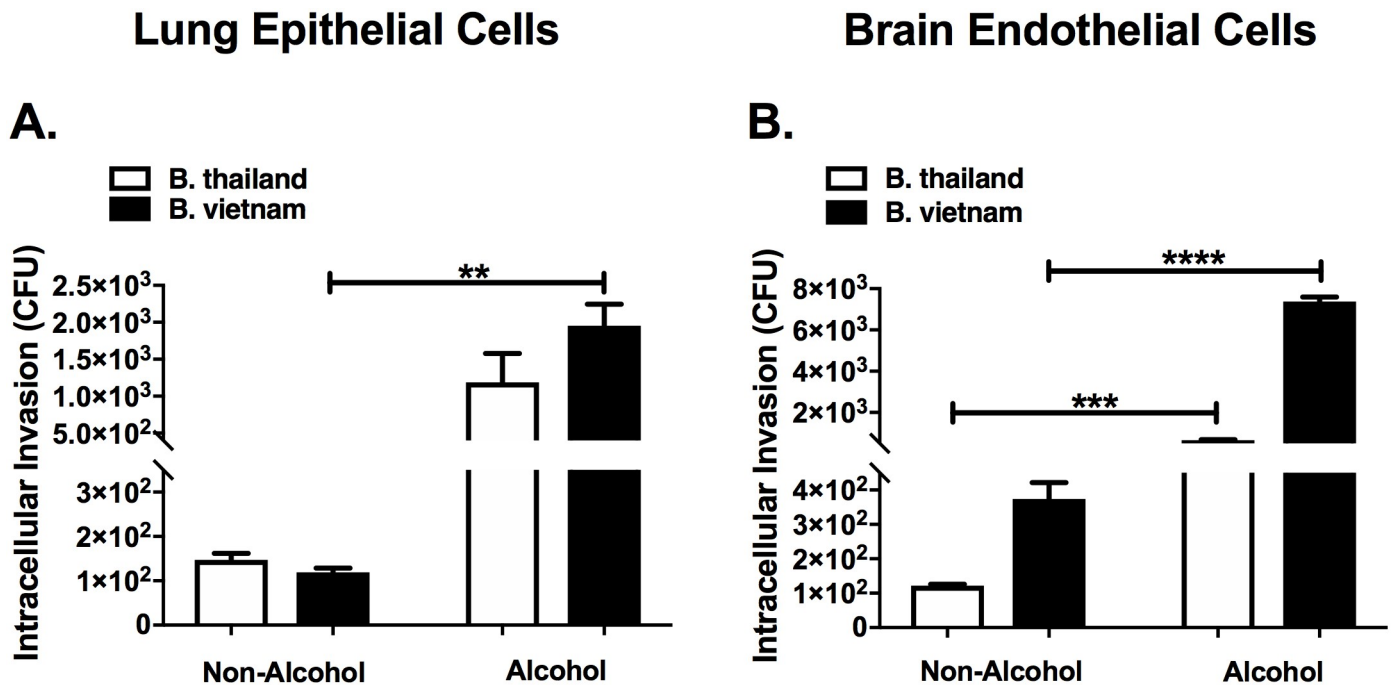 Lung Epithelial Cells
Brain Endothelial Cells
A.
B. thailand
B. vietnam
Intracellular Invasion (CFU)
2.5×10³
2.0×10³
1.5×10³
1.0×10³
5.0×10²
3×10²
2×10²
1×10²
0
**
Non-Alcohol
Alcohol
B.
B. thailand
B. vietnam
Intracellular Invasion (CFU)
8×10³
6×10³
4×10³
2×10³
4×10²
3×10²
2×10²
1×10²
0
****
***
Non-Alcohol
Alcohol